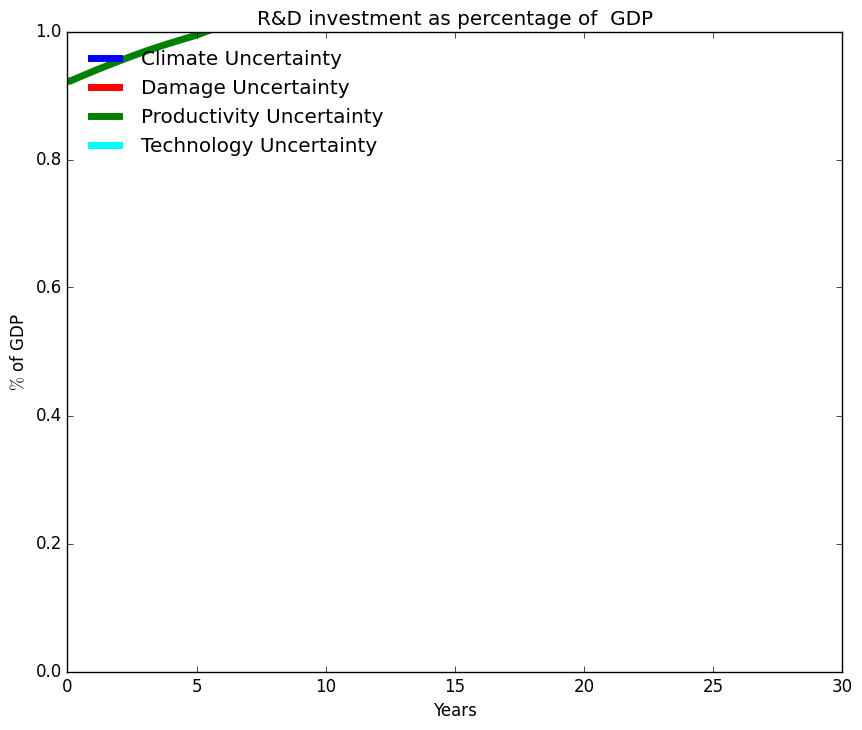 R&D investment as percentage of  GDP
1.0
Climate Uncertainty
Damage Uncertainty
Productivity Uncertainty
Technology Uncertainty
0.8
0.6
% of GDP
0.4
0.2
0.0
0 5 10 15 20 25 30
Years